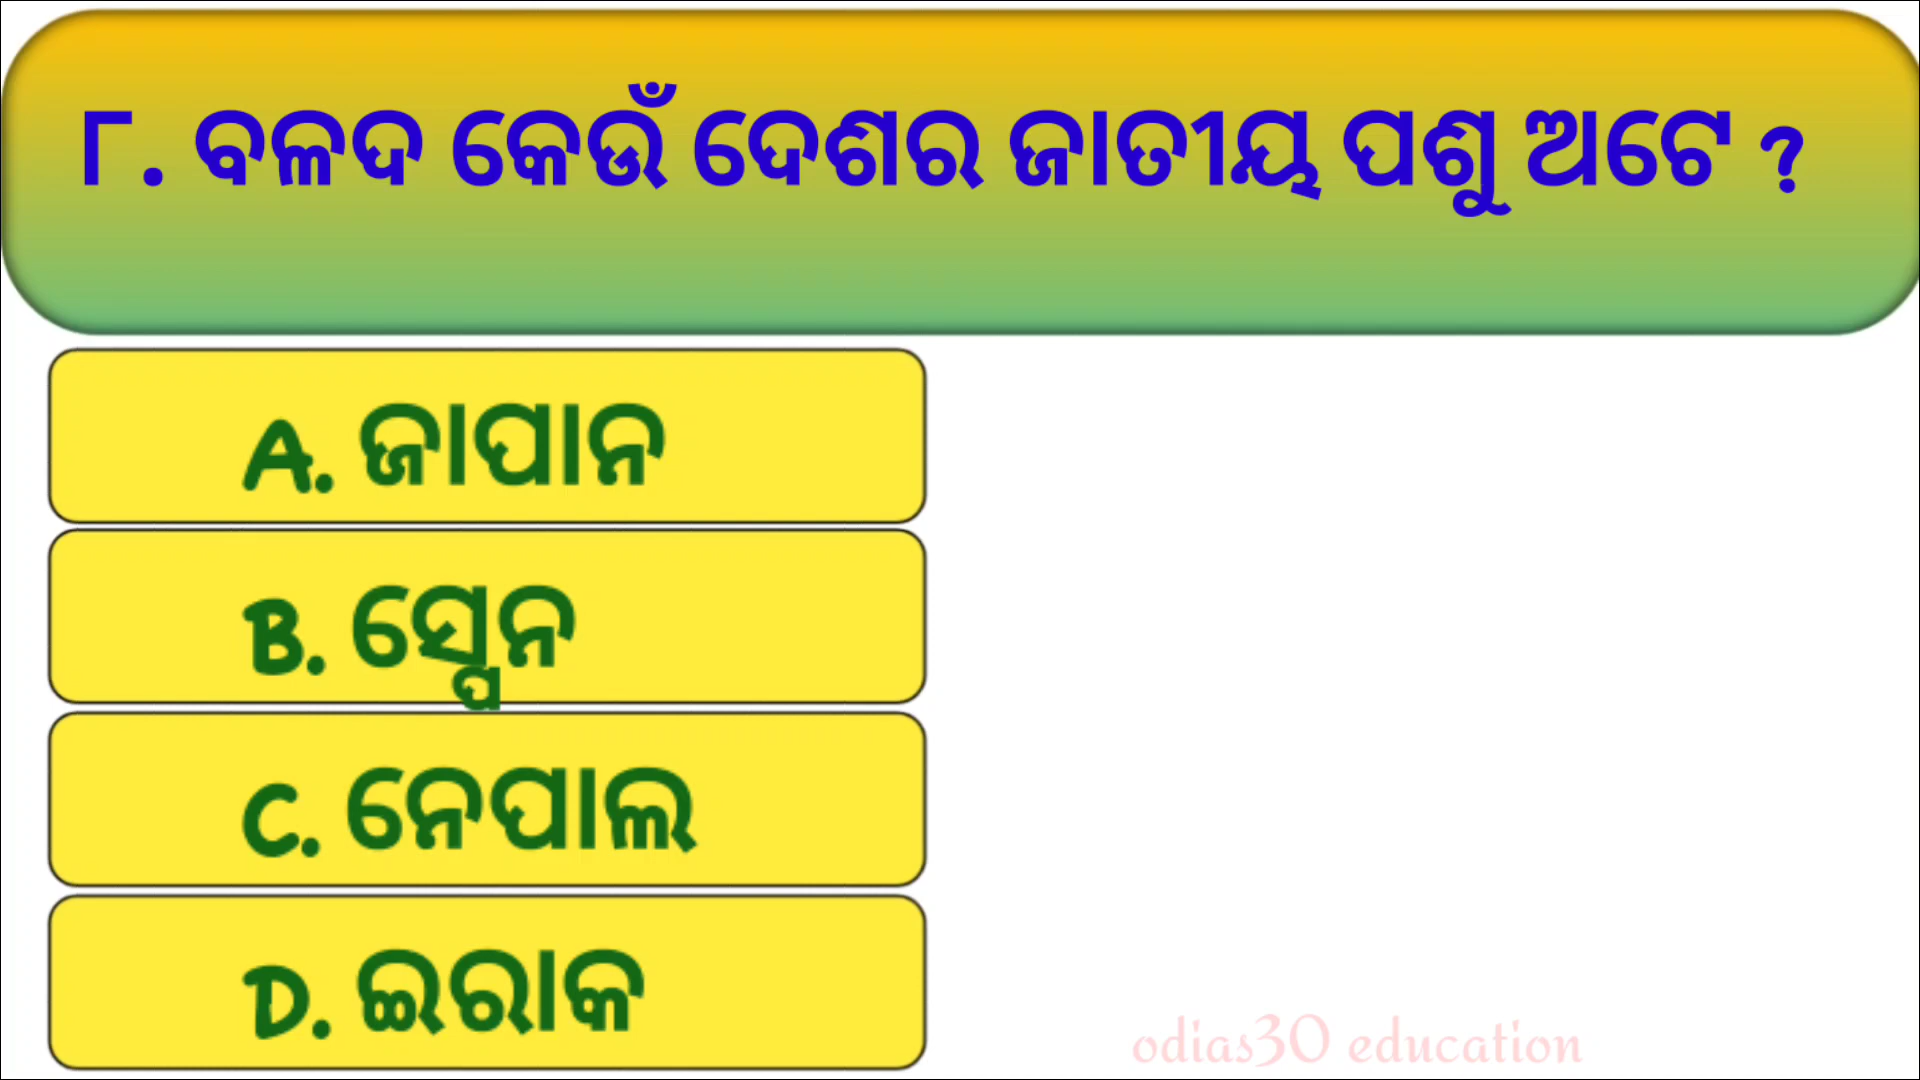 ୮. ବଳଦ କେଉଁ ଦେଶର ଜାତୀୟ ପଶୁ ଅଟେ ?
A. ଜାପାନ
B. ସ୍ପେନ
C. ନେପାଲ
D. ଇରାକ
odias30 education